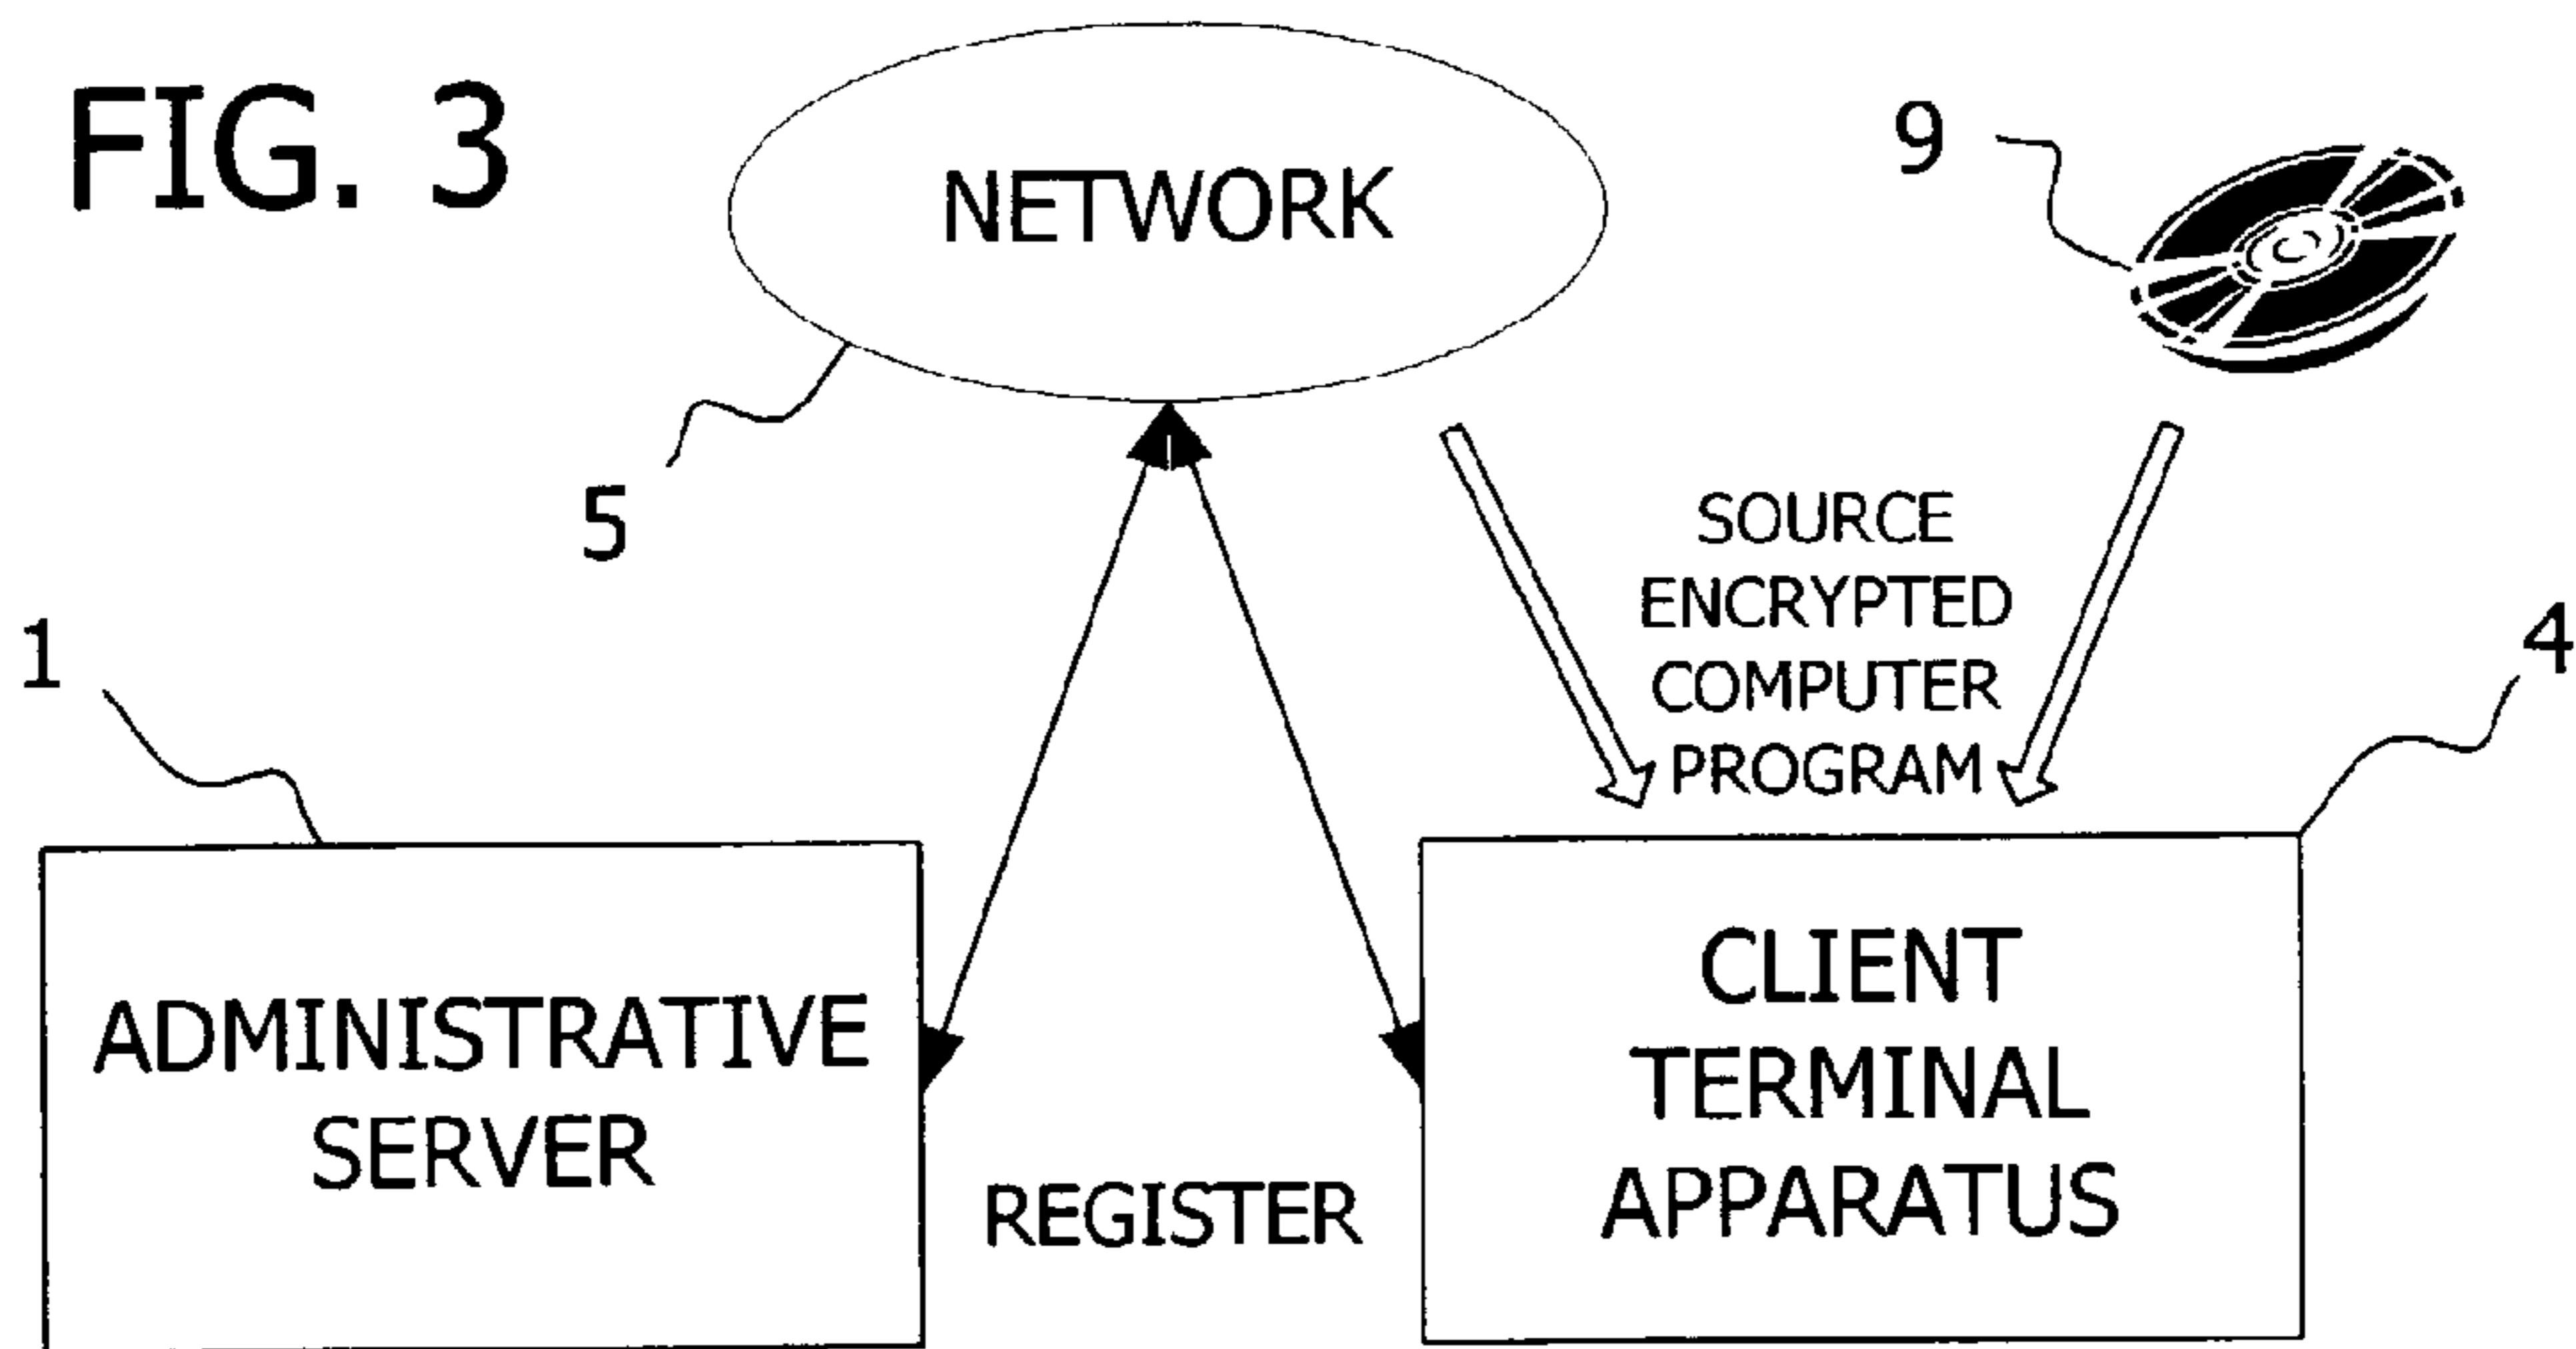 FIG. 3
NETWORK
9
5
SOURCE
ENCRYPTED
COMPUTER
PROGRAM
1
4
ADMINISTRATIVE
SERVER
REGISTER
CLIENT
TERMINAL
APPARATUS